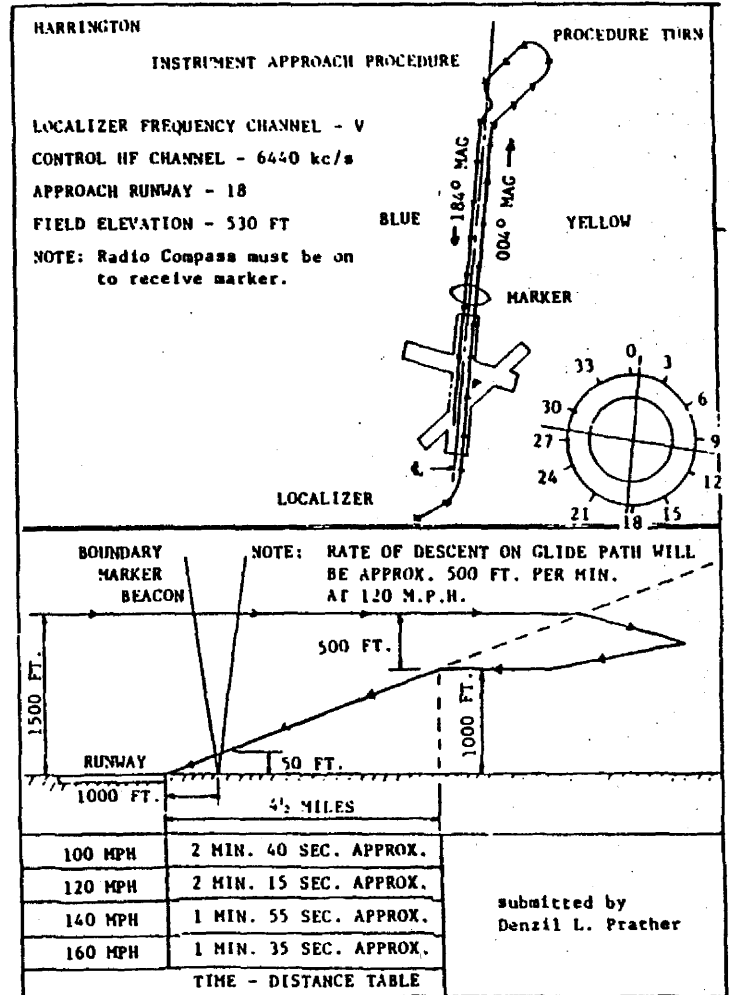 HARRINGTON
PROCEDURE TURN
INSTRUMENT APPROACH PROCEDURE
LOCALIZER FREQUENCY CHANNEL - V
CONTROL HF CHANNEL - 6440 kc/s
APPROACH RUNWAY - 18
FIELD ELEVATION - 530 FT
NOTE: Radio Compass must be on
to receive marker.
BLUE
184° MAG
004° MAG
YELLOW
MARKER
LOCALIZER
℄
0
3
6
9
12
15
18
21
24
27
30
33
BOUNDARY
MARKER
BEACON
NOTE: RATE OF DESCENT ON GLIDE PATH WILL
BE APPROX. 500 FT. PER MIN.
AT 120 M.P.H.
500 FT.
1500 FT.
1000 FT.
RUNWAY
50 FT.
1000 FT.
4½ MILES
100 MPH 2 MIN. 40 SEC. APPROX.
120 MPH 2 MIN. 15 SEC. APPROX.
140 MPH 1 MIN. 55 SEC. APPROX.
160 MPH 1 MIN. 35 SEC. APPROX.
TIME - DISTANCE TABLE
submitted by
Denzil L. Prather